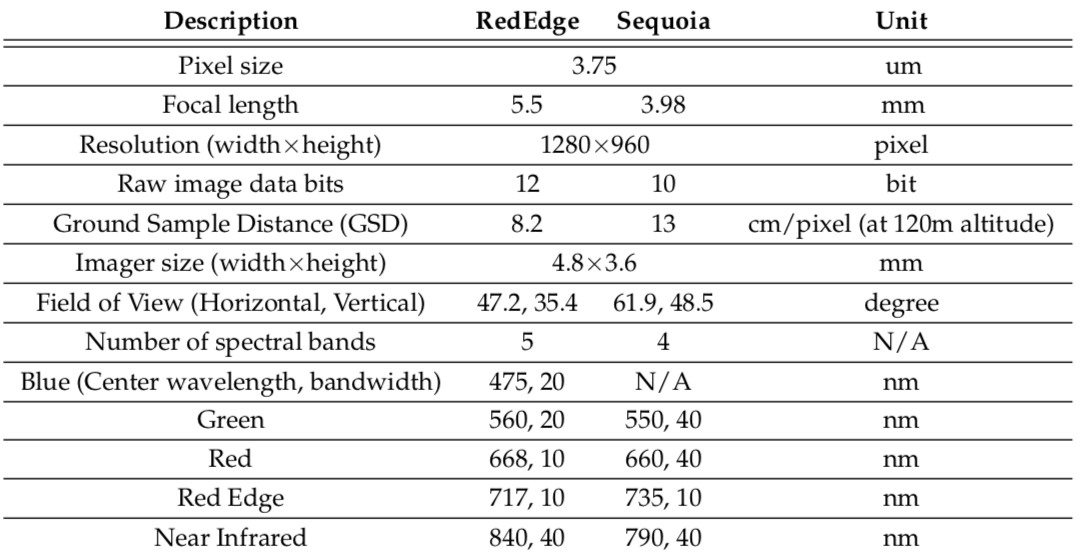 Description RedEdge Sequoia Unit
Pixel size 3.75 um
Focal length 5.5 3.98 mm
Resolution (width×height) 1280×960 pixel
Raw image data bits 12 10 bit
Ground Sample Distance (GSD) 8.2 13 cm/pixel (at 120m altitude)
Imager size (width×height) 4.8×3.6 mm
Field of View (Horizontal, Vertical) 47.2, 35.4 61.9, 48.5 degree
Number of spectral bands 5 4 N/A
Blue (Center wavelength, bandwidth) 475, 20 N/A nm
Green 560, 20 550, 40 nm
Red 668, 10 660, 40 nm
Red Edge 717, 10 735, 10 nm
Near Infrared 840, 40 790, 40 nm